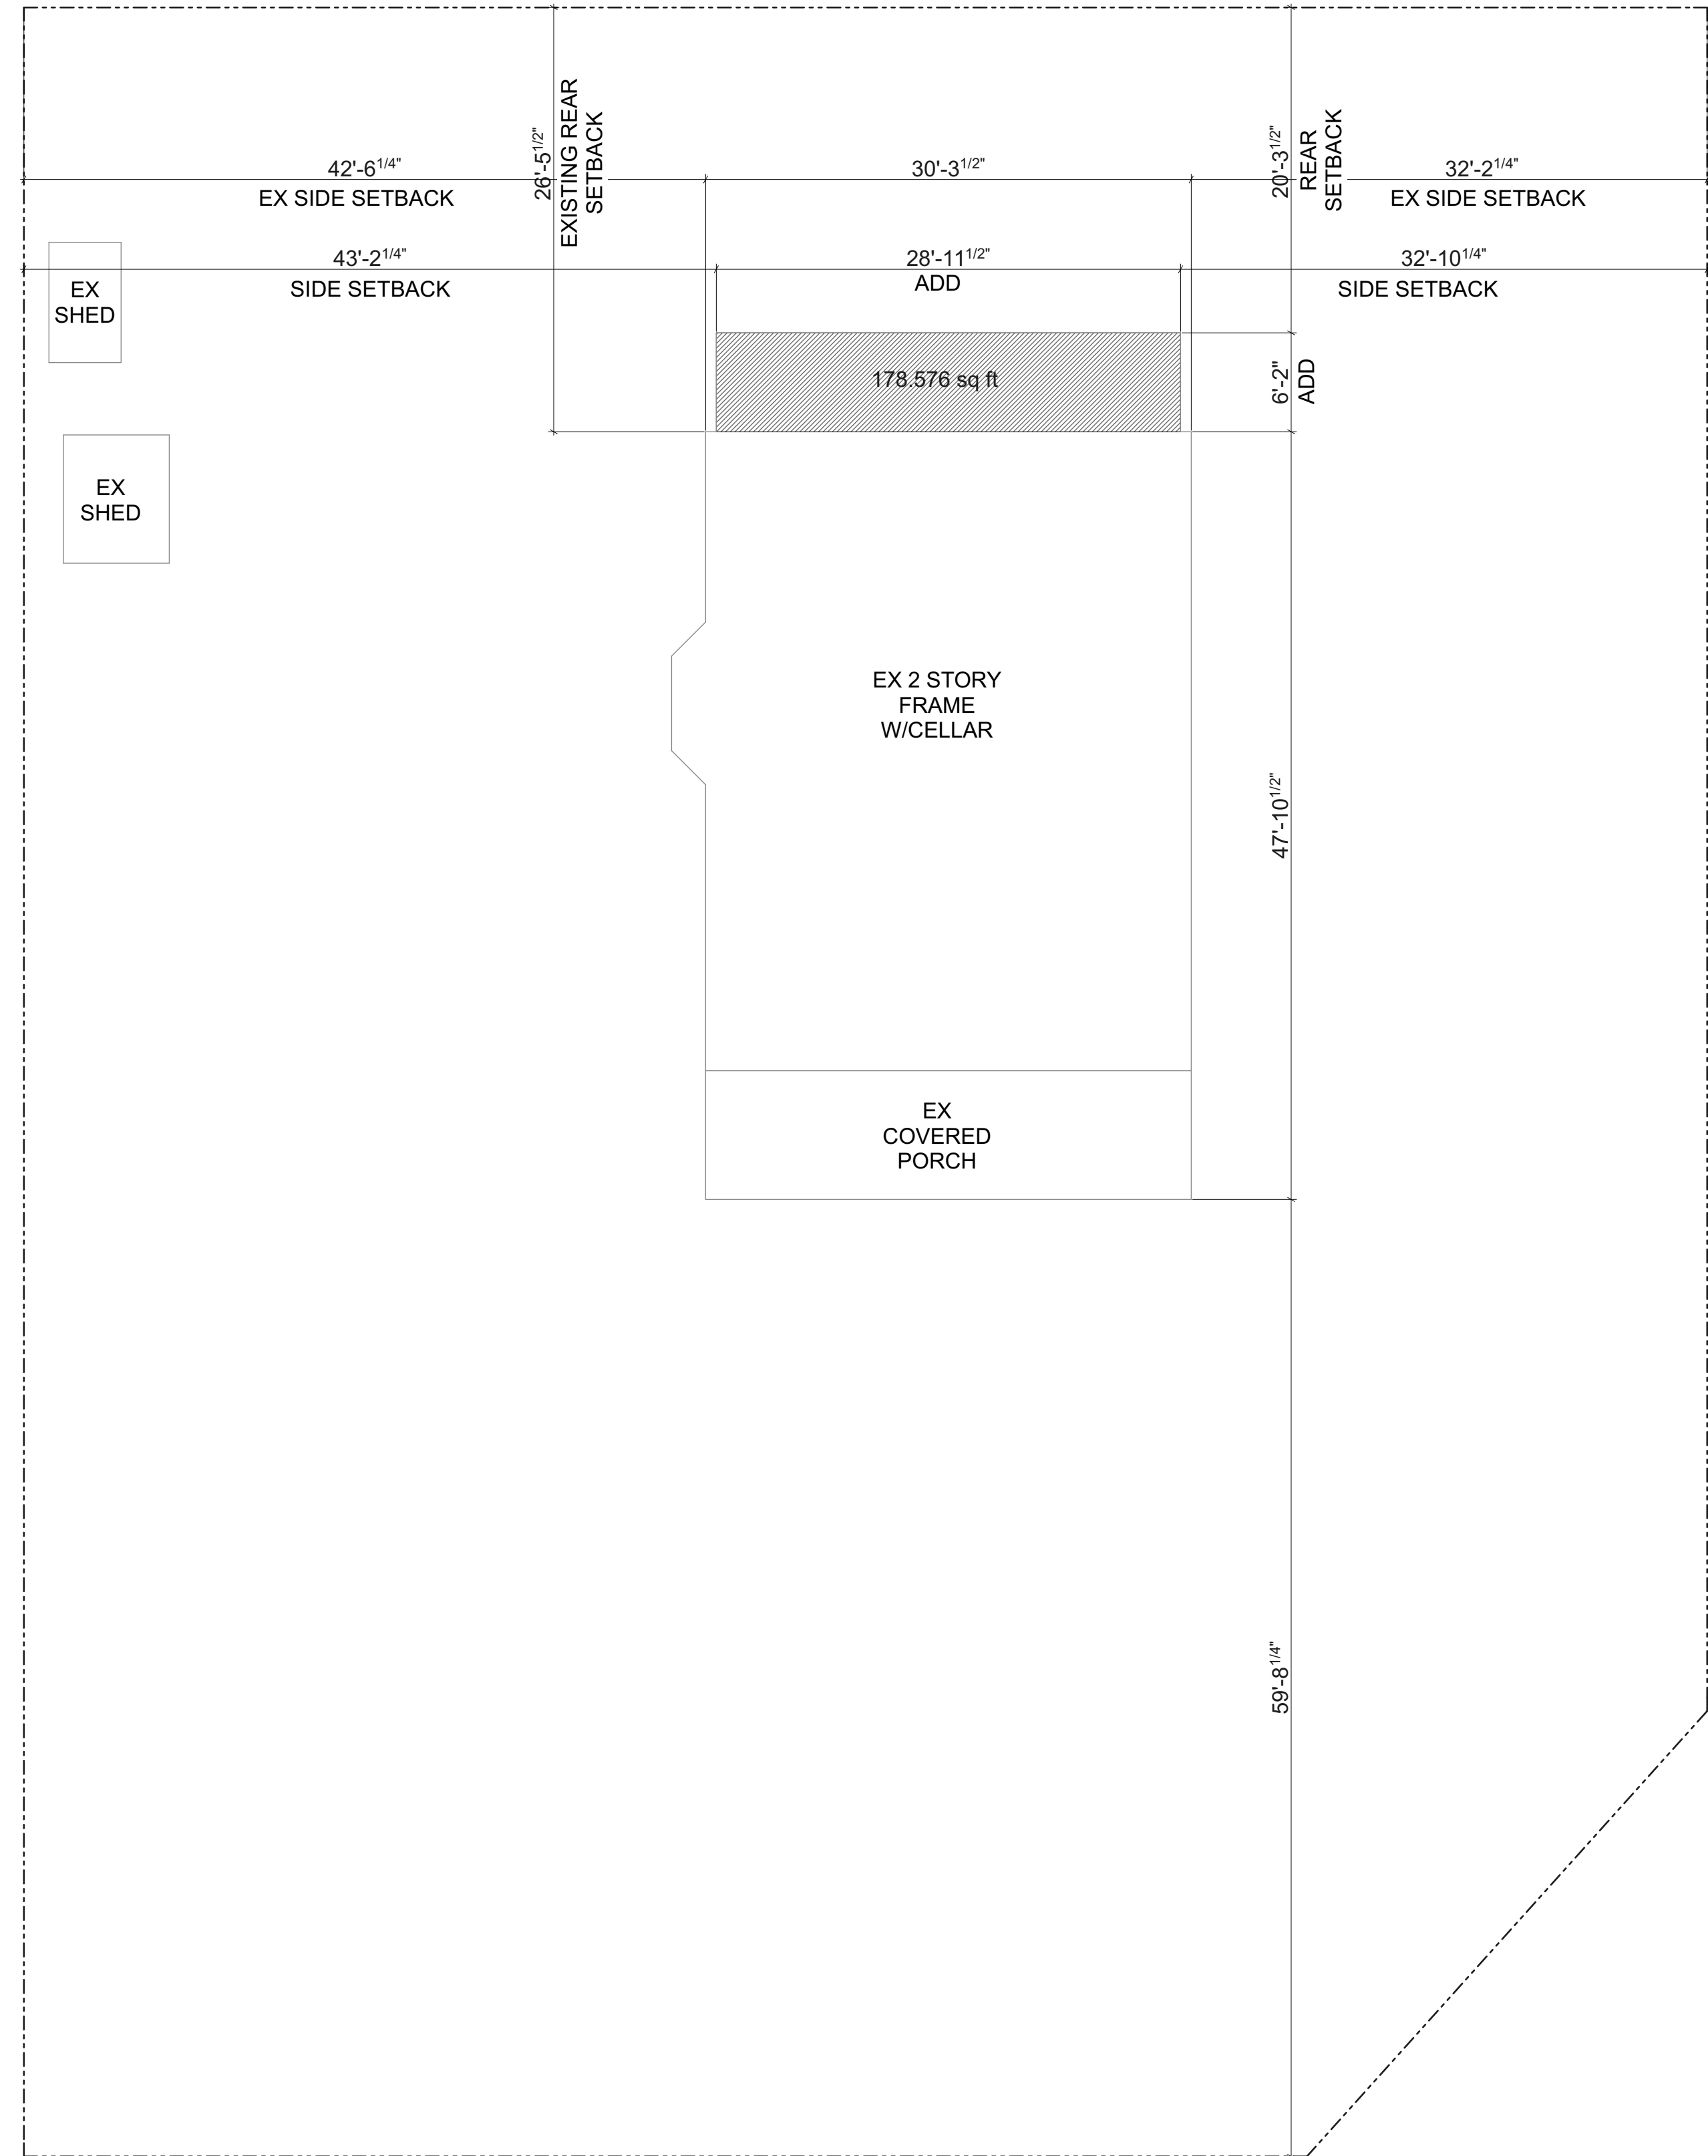 26'-5 1/2"
EXISTING REAR
SETBACK
20'-3 1/2"
REAR
SETBACK
42'-6 1/4"
EX SIDE SETBACK
30'-3 1/2"
32'-2 1/4"
EX SIDE SETBACK
43'-2 1/4"
SIDE SETBACK
28'-11 1/2"
ADD
32'-10 1/4"
SIDE SETBACK
EX
SHED
178.576 sq ft
6'-2"
ADD
EX
SHED
EX 2 STORY
FRAME
W/CELLAR
47'-10 1/2"
EX
COVERED
PORCH
59'-8 1/4"